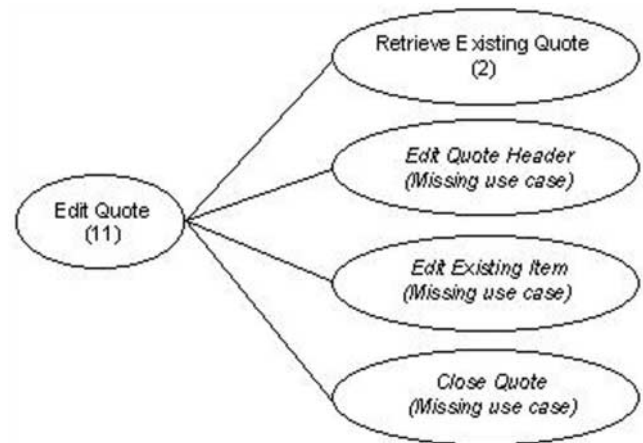 Retrieve Existing Quote
(2)
Edit Quote Header
(Missing use case)
Edit Quote
(11)
Edit Existing Item
(Missing use case)
Close Quote
(Missing use case)